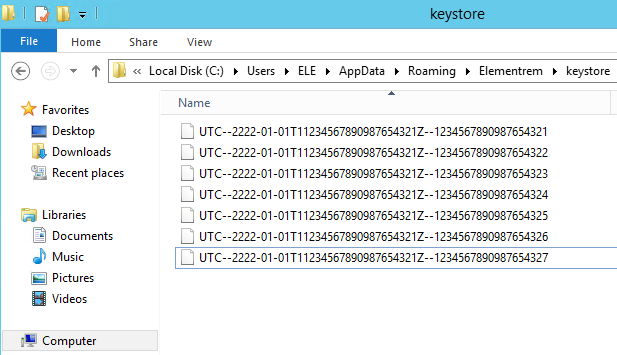 keystore
File Home Share View
Local Disk (C:) Users ELE AppData Roaming Elementrem keystore
Favorites
Desktop
Downloads
Recent places
Libraries
Documents
Music
Pictures
Videos
Computer
Name
UTC--2222-01-01T11234567890987654321Z--1234567890987654321
UTC--2222-01-01T11234567890987654321Z--1234567890987654322
UTC--2222-01-01T11234567890987654321Z--1234567890987654323
UTC--2222-01-01T11234567890987654321Z--1234567890987654324
UTC--2222-01-01T11234567890987654321Z--1234567890987654325
UTC--2222-01-01T11234567890987654321Z--1234567890987654326
UTC--2222-01-01T11234567890987654321Z--1234567890987654327